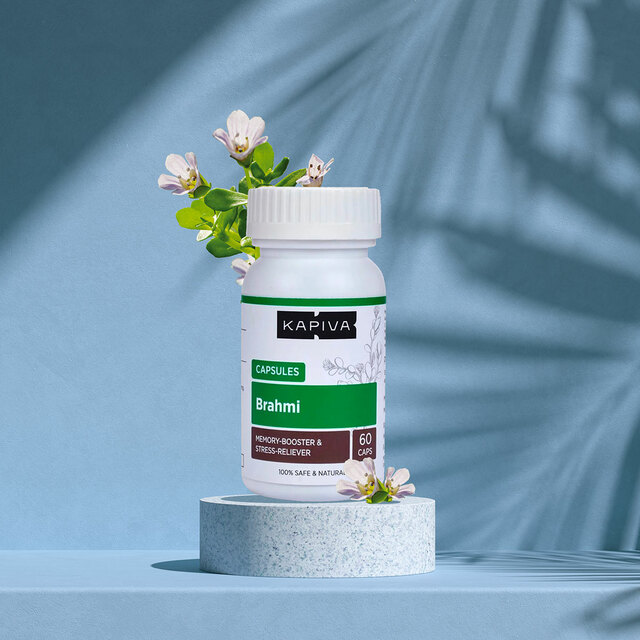 KAPIVA
CAPSULES
Brahmi
MEMORY-BOOSTER &
STRESS-RELIEVER
60
CAPS
100% SAFE & NATURAL